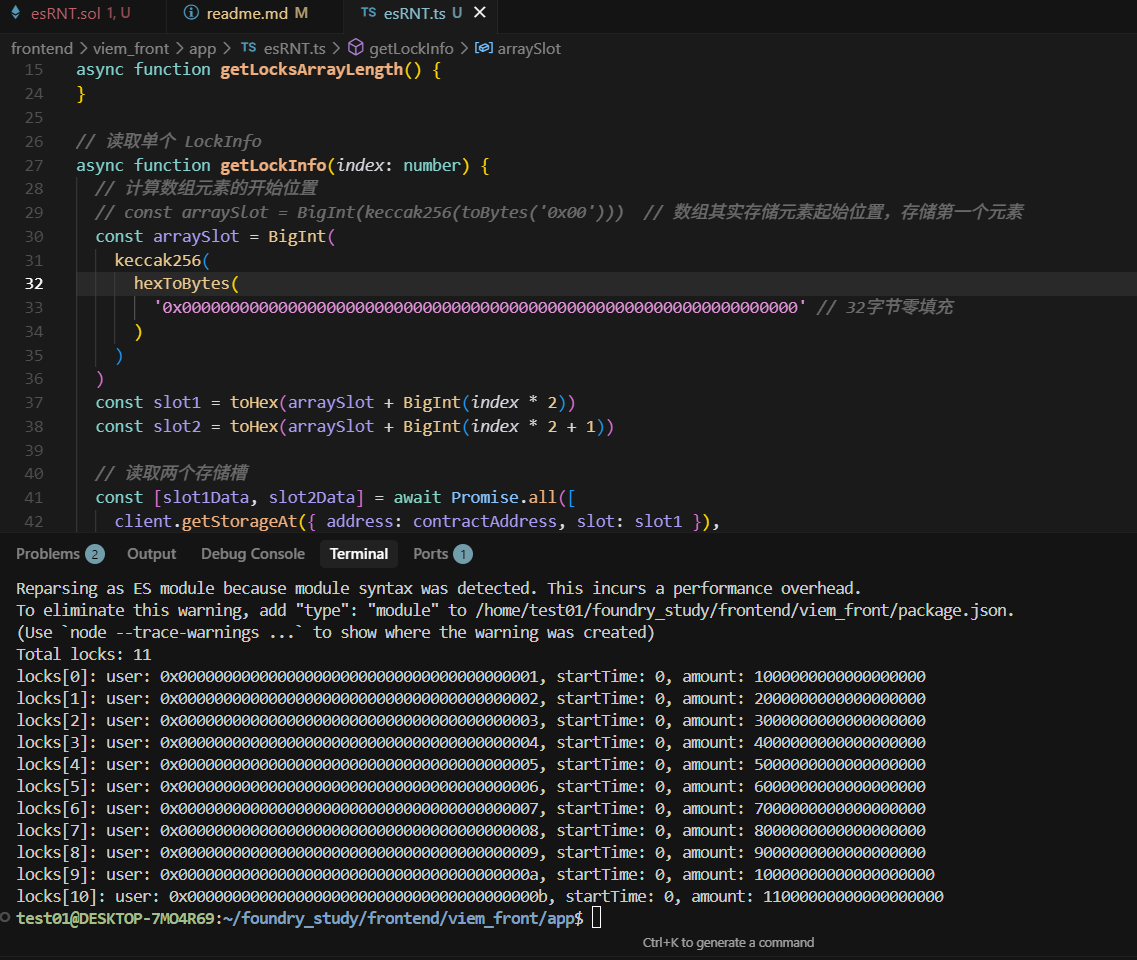 esRNT.sol 1, U readme.md M TS esRNT.ts U
frontend > viem_front > app > TS esRNT.ts > getLockInfo > arraySlot
15 async function getLocksArrayLength() {
24 }
25
26 // 读取单个 LockInfo
27 async function getLockInfo(index: number) {
28 // 计算数组元素的开始位置
29 // const arraySlot = BigInt(keccak256(toBytes('0x00'))) // 数组其实存储元素起始位置，存储第一个元素
30 const arraySlot = BigInt(
31 keccak256(
32 hexToBytes(
33 '0x0000000000000000000000000000000000000000000000000000000000000000' // 32字节零填充
34 )
35 )
36 )
37 const slot1 = toHex(arraySlot + BigInt(index * 2))
38 const slot2 = toHex(arraySlot + BigInt(index * 2 + 1))
39
40 // 读取两个存储槽
41 const [slot1Data, slot2Data] = await Promise.all([
42 client.getStorageAt({ address: contractAddress, slot: slot1 }),
Problems 2 Output Debug Console Terminal Ports 1
Reparsing as ES module because module syntax was detected. This incurs a performance overhead.
To eliminate this warning, add "type": "module" to /home/test01/foundry_study/frontend/viem_front/package.json.
(Use `node --trace-warnings ...` to show where the warning was created)
Total locks: 11
locks[0]: user: 0x0000000000000000000000000000000000000001, startTime: 0, amount: 1000000000000000000
locks[1]: user: 0x0000000000000000000000000000000000000002, startTime: 0, amount: 2000000000000000000
locks[2]: user: 0x0000000000000000000000000000000000000003, startTime: 0, amount: 3000000000000000000
locks[3]: user: 0x0000000000000000000000000000000000000004, startTime: 0, amount: 4000000000000000000
locks[4]: user: 0x0000000000000000000000000000000000000005, startTime: 0, amount: 5000000000000000000
locks[5]: user: 0x0000000000000000000000000000000000000006, startTime: 0, amount: 6000000000000000000
locks[6]: user: 0x0000000000000000000000000000000000000007, startTime: 0, amount: 7000000000000000000
locks[7]: user: 0x0000000000000000000000000000000000000008, startTime: 0, amount: 8000000000000000000
locks[8]: user: 0x0000000000000000000000000000000000000009, startTime: 0, amount: 9000000000000000000
locks[9]: user: 0x000000000000000000000000000000000000000a, startTime: 0, amount: 10000000000000000000
locks[10]: user: 0x000000000000000000000000000000000000000b, startTime: 0, amount: 11000000000000000000
test01@DESKTOP-7MO4R69:~/foundry_study/frontend/viem_front/app$
Ctrl+K to generate a command